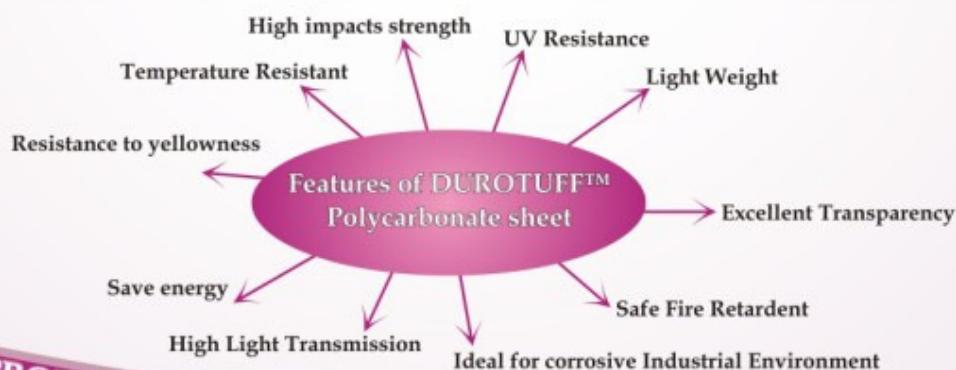 High impacts strength
UV Resistance
Temperature Resistant
Light Weight
Resistance to yellowness
Features of DUROTUFF™
Polycarbonate sheet
Excellent Transparency
Save energy
Safe Fire Retardent
High Light Transmission
Ideal for corrosive Industrial Environment